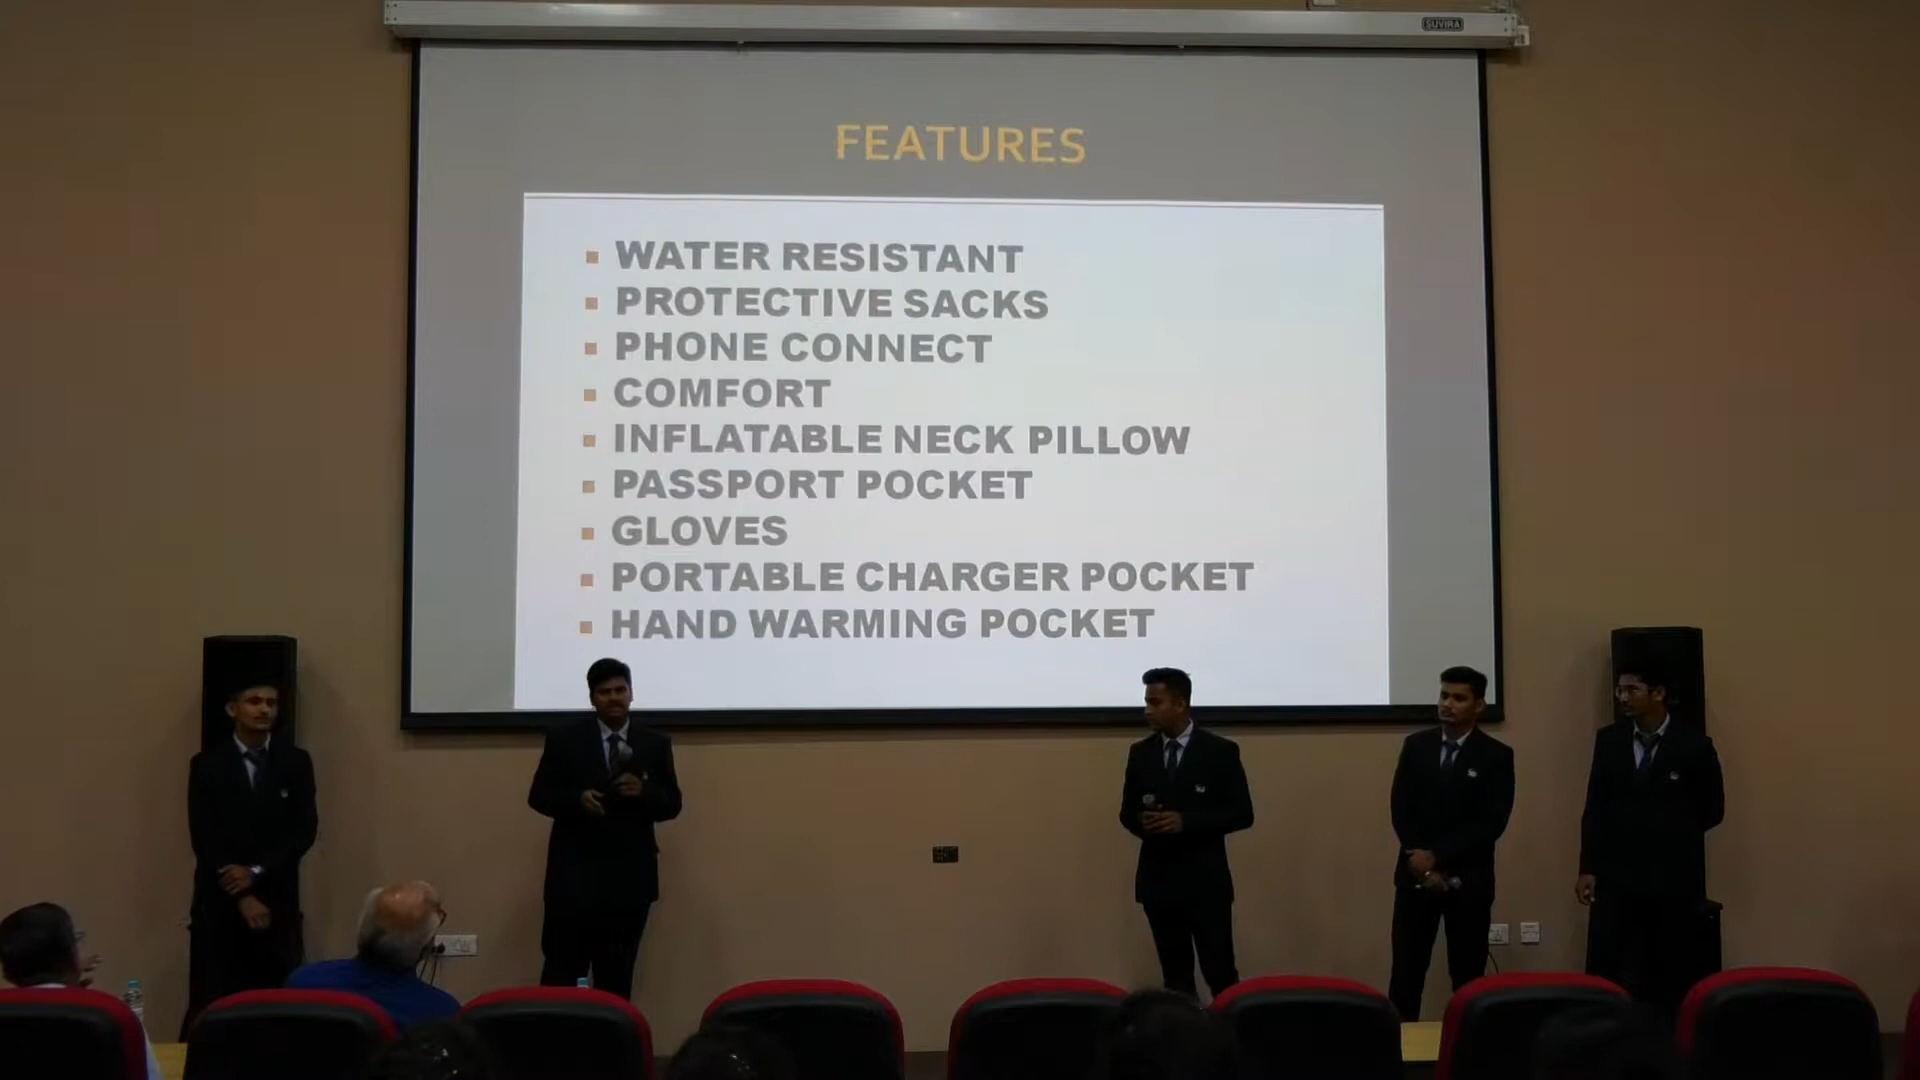 SUVIRA
FEATURES
WATER RESISTANT
PROTECTIVE SACKS
PHONE CONNECT
COMFORT
INFLATABLE NECK PILLOW
PASSPORT POCKET
GLOVES
PORTABLE CHARGER POCKET
HAND WARMING POCKET